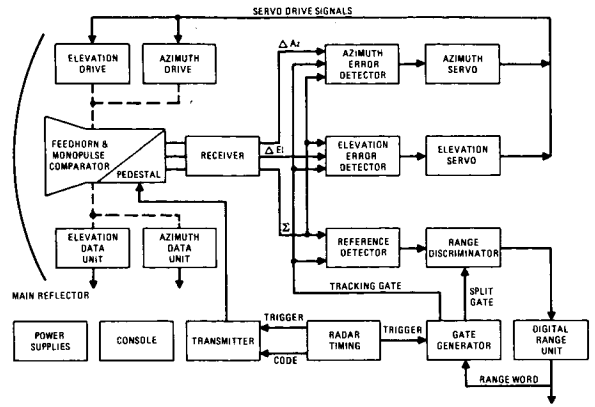 SERVO DRIVE SIGNALS
ELEVATION
DRIVE
AZIMUTH
DRIVE
Δ Az
AZIMUTH
ERROR
DETECTOR
AZIMUTH
SERVO
FEEDHORN &
MONOPULSE
COMPARATOR
PEDESTAL
RECEIVER
Δ El
ELEVATION
ERROR
DETECTOR
ELEVATION
SERVO
Σ
ELEVATION
DATA
UNIT
AZIMUTH
DATA
UNIT
REFERENCE
DETECTOR
RANGE
DISCRIMINATOR
MAIN REFLECTOR
TRACKING GATE
SPLIT
GATE
POWER
SUPPLIES
CONSOLE
TRANSMITTER
TRIGGER
CODE
RADAR
TIMING
TRIGGER
GATE
GENERATOR
DIGITAL
RANGE
UNIT
RANGE WORD